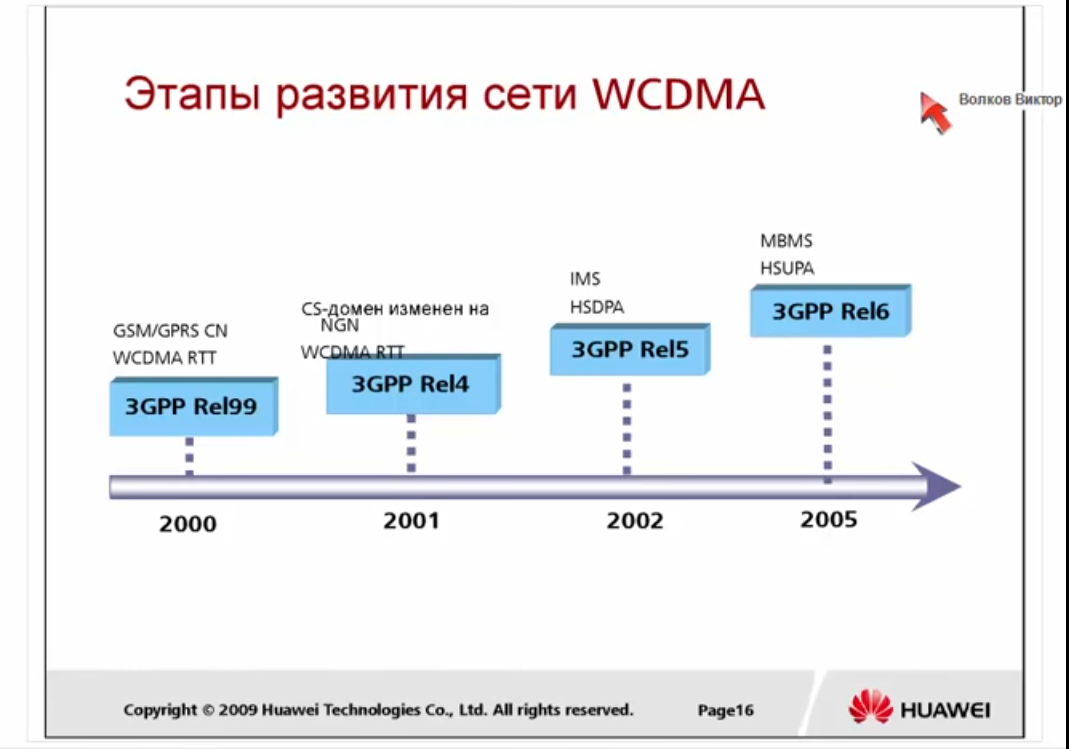 Этапы развития сети WCDMA
Волков Виктор
MBMS
HSUPA
3GPP Rel6
IMS
HSDPA
3GPP Rel5
CS-домен изменен на
NGN
WCDMA RTT
3GPP Rel4
GSM/GPRS CN
WCDMA RTT
3GPP Rel99
2000
2001
2002
2005
Copyright © 2009 Huawei Technologies Co., Ltd. All rights reserved.
Page16
HUAWEI